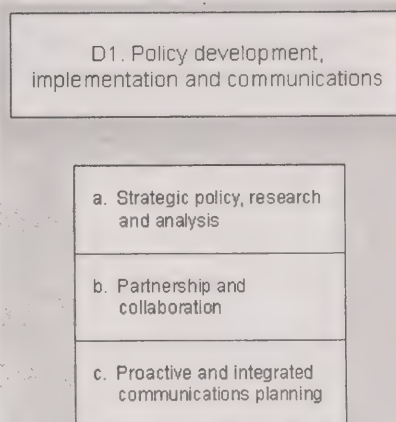 D1. Policy development,
implementation and communications
a. Strategic policy, research
and analysis
b. Partnership and
collaboration
c. Proactive and integrated
communications planning